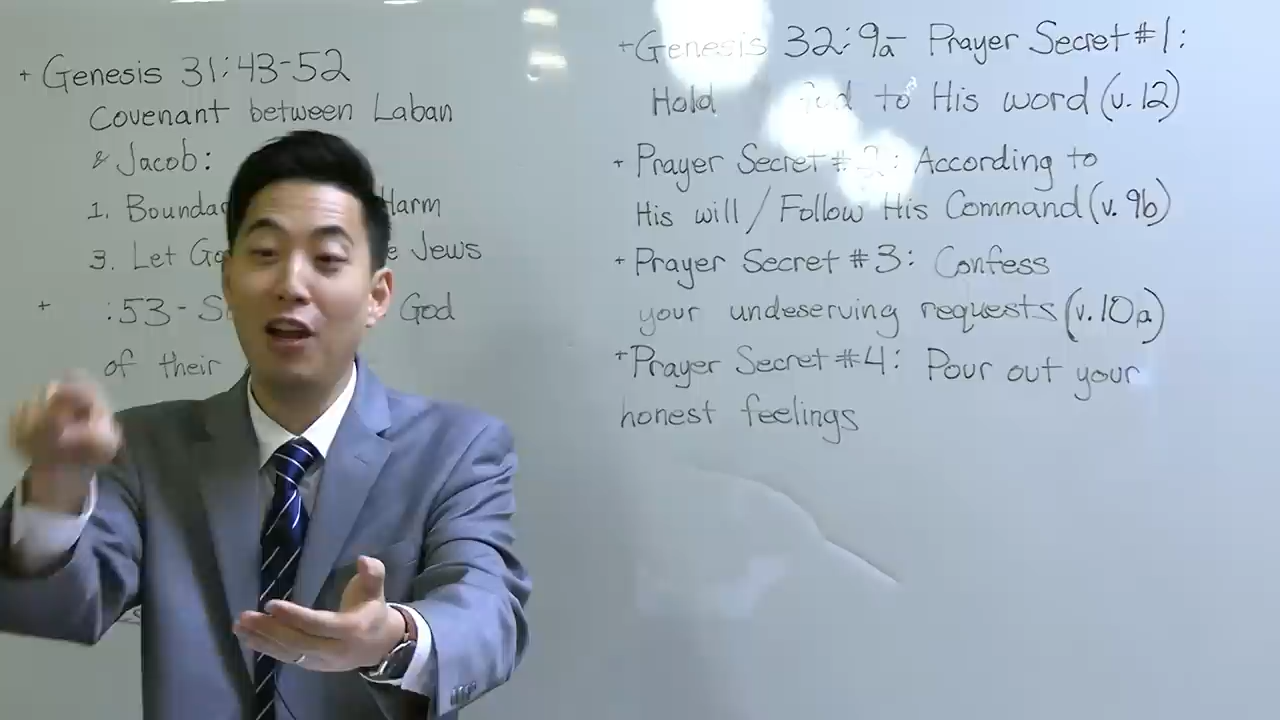 + Genesis 31:43-52
Covenant between Laban
& Jacob:
1. Harm
3. Let Jews
+ :53- God
of their
+ Genesis 32:9a- Prayer Secret #1:
Hold God to His word (v. 12)
+ Prayer Secret #2: According to
His will / Follow His Command (v. 9b)
+ Prayer Secret #3: Confess
your undeserving requests (v. 10a)
+ Prayer Secret #4: Pour out your
honest feelings